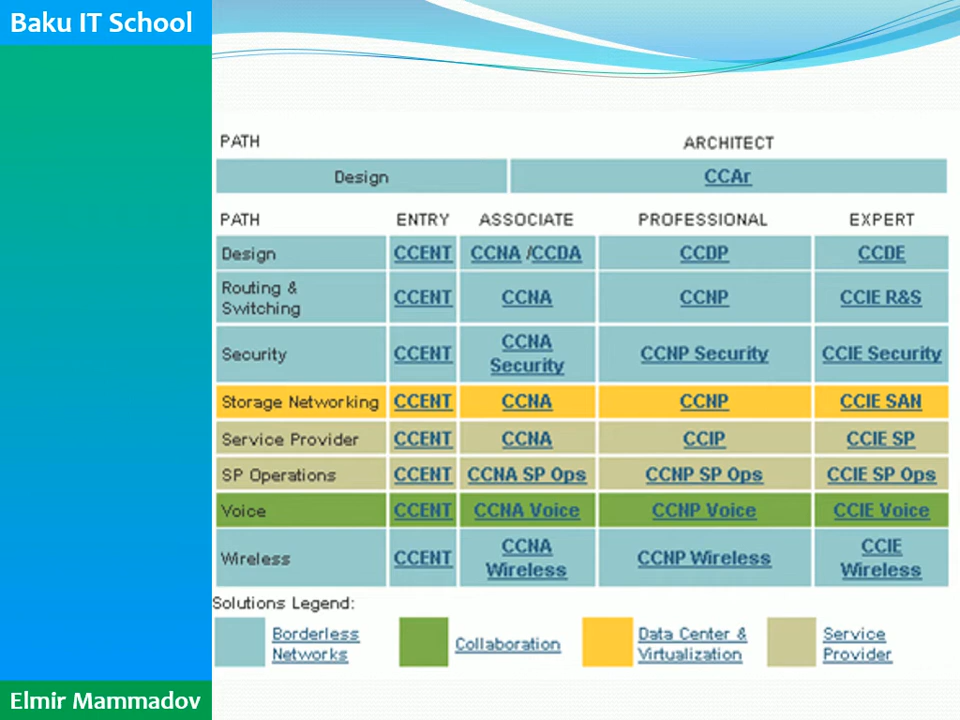 Baku IT School
PATH ARCHITECT
Design CCAr
PATH ENTRY ASSOCIATE PROFESSIONAL EXPERT
Design CCENT CCNA /CCDA CCDP CCDE
Routing &
Switching CCENT CCNA CCNP CCIE R&S
Security CCENT CCNA
Security CCNP Security CCIE Security
Storage Networking CCENT CCNA CCNP CCIE SAN
Service Provider CCENT CCNA CCIP CCIE SP
SP Operations CCENT CCNA SP Ops CCNP SP Ops CCIE SP Ops
Voice CCENT CCNA Voice CCNP Voice CCIE Voice
Wireless CCENT CCNA
Wireless CCNP Wireless CCIE
Wireless
Solutions Legend:
Borderless
Networks
Collaboration
Data Center &
Virtualization
Service
Provider
Elmir Mammadov